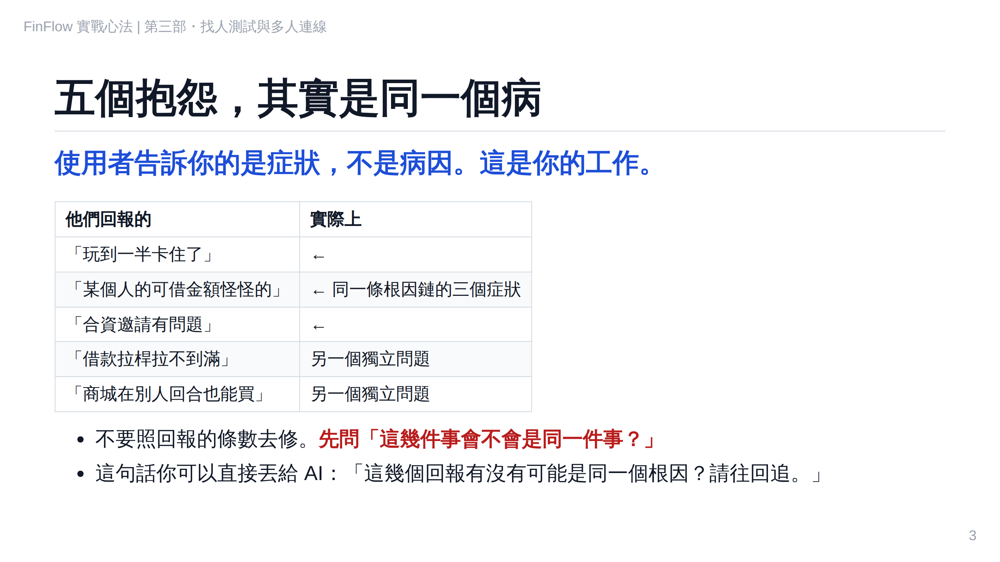 FinFlow 實戰心法 | 第三部・找人測試與多人連線
五個抱怨，其實是同一個病
使用者告訴你的是症狀，不是病因。這是你的工作。
他們回報的 實際上
「玩到一半卡住了」 ←
「某個人的可借金額怪怪的」 ← 同一條根因鏈的三個症狀
「合資邀請有問題」 ←
「借款拉桿拉不到滿」 另一個獨立問題
「商城在別人回合也能買」 另一個獨立問題
• 不要照回報的條數去修。先問「這幾件事會不會是同一件事？」
• 這句話你可以直接丟給 AI：「這幾個回報有沒有可能是同一個根因？請往回追。」
3